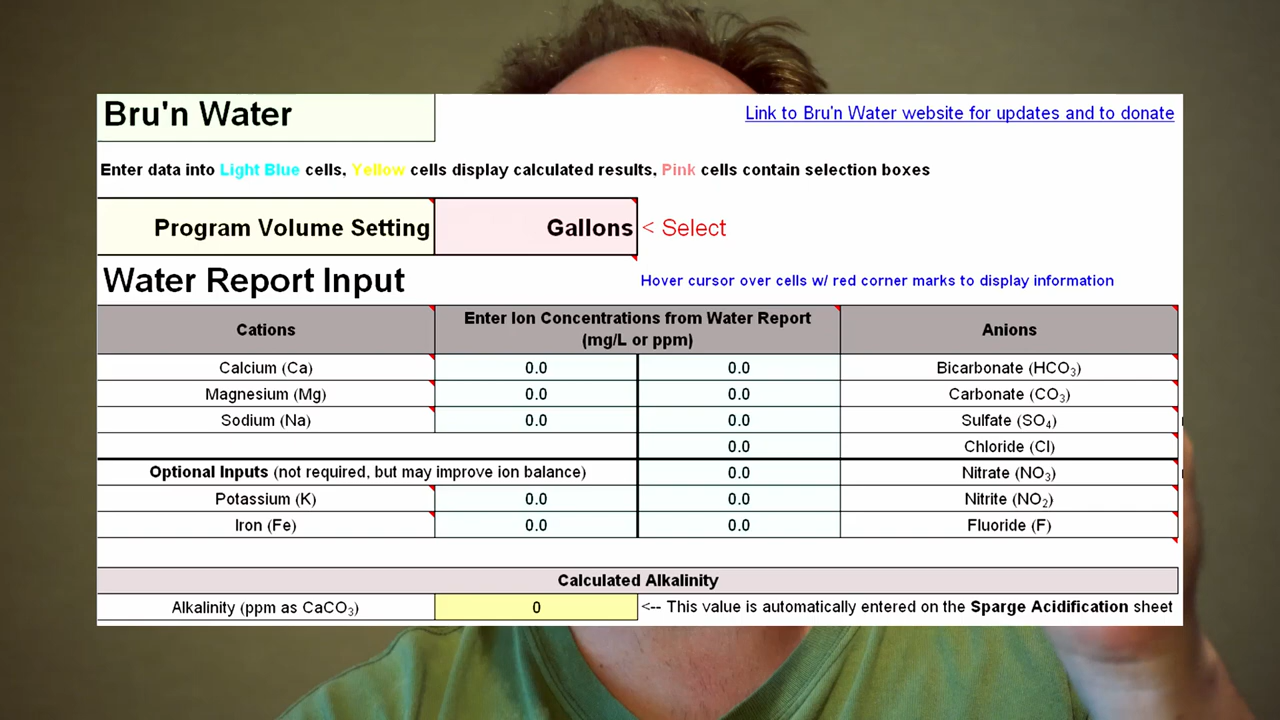 Bru'n Water
Link to Bru'n Water website for updates and to donate
Enter data into Light Blue cells, Yellow cells display calculated results, Pink cells contain selection boxes
Program Volume Setting Gallons < Select
Water Report Input
Hover cursor over cells w/ red corner marks to display information
Cations Enter Ion Concentrations from Water Report (mg/L or ppm) Anions
Calcium (Ca) 0.0 0.0 Bicarbonate (HCO₃)
Magnesium (Mg) 0.0 0.0 Carbonate (CO₃)
Sodium (Na) 0.0 0.0 Sulfate (SO₄)
0.0 Chloride (Cl)
Optional Inputs (not required, but may improve ion balance) 0.0 Nitrate (NO₃)
Potassium (K) 0.0 0.0 Nitrite (NO₂)
Iron (Fe) 0.0 0.0 Fluoride (F)
Calculated Alkalinity
Alkalinity (ppm as CaCO₃) 0 <-- This value is automatically entered on the Sparge Acidification sheet